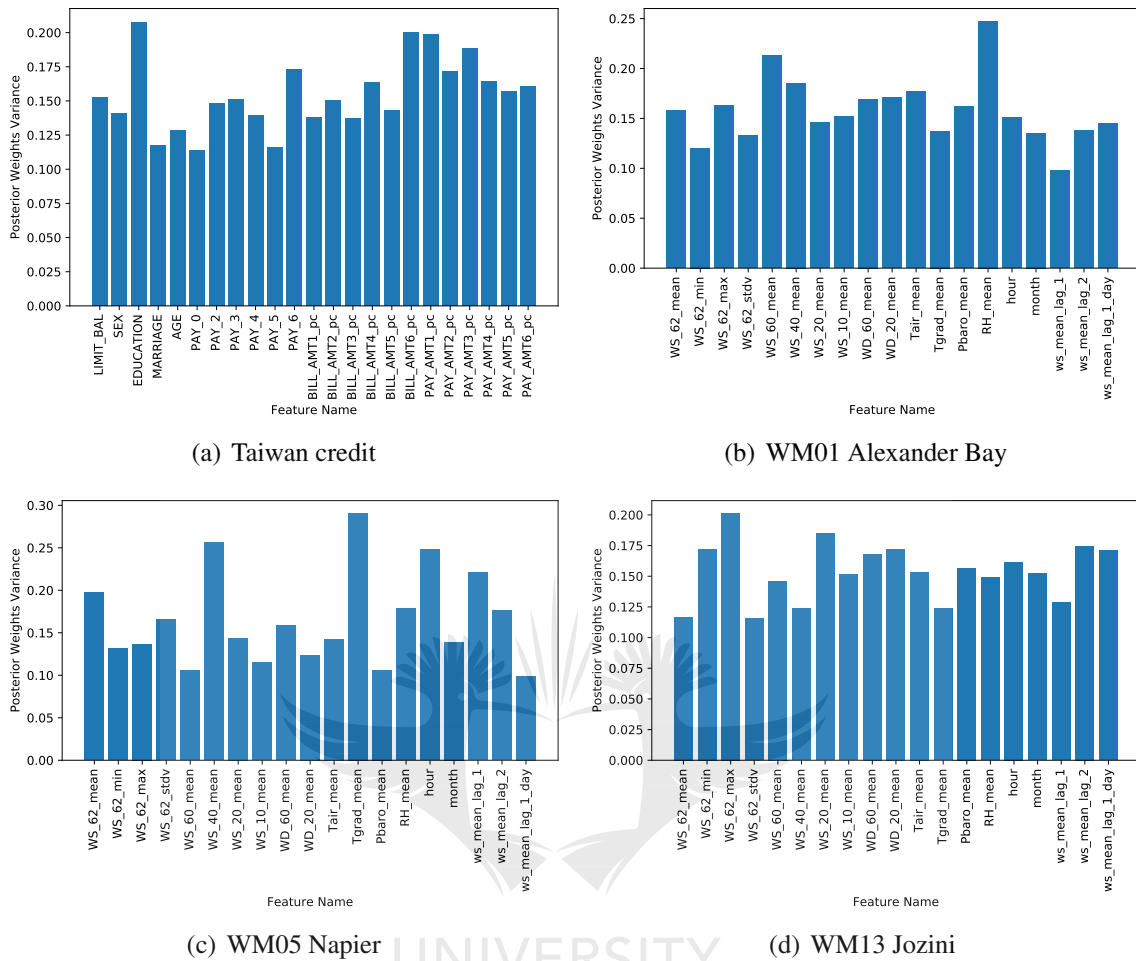 Posterior Weights Variance
0.200
0.175
0.150
0.125
0.100
0.075
0.050
0.025
0.000
LIMIT_BAL
SEX
EDUCATION
MARRIAGE
AGE
PAY_0
PAY_2
PAY_3
PAY_4
PAY_5
PAY_6
BILL_AMT1_pc
BILL_AMT2_pc
BILL_AMT3_pc
BILL_AMT4_pc
BILL_AMT5_pc
BILL_AMT6_pc
PAY_AMT1_pc
PAY_AMT2_pc
PAY_AMT3_pc
PAY_AMT4_pc
PAY_AMT5_pc
PAY_AMT6_pc
Feature Name
(a) Taiwan credit
Posterior Weights Variance
0.25
0.20
0.15
0.10
0.05
0.00
WS_62_mean
WS_62_min
WS_62_max
WS_62_stdv
WS_60_mean
WS_40_mean
WS_20_mean
WS_10_mean
WD_60_mean
WD_20_mean
Tair_mean
Tgrad_mean
Pbaro_mean
RH_mean
hour
month
ws_mean_lag_1
ws_mean_lag_2
ws_mean_lag_1_day
Feature Name
(b) WM01 Alexander Bay
Posterior Weights Variance
0.30
0.25
0.20
0.15
0.10
0.05
0.00
WS_62_mean
WS_62_min
WS_62_max
WS_62_stdv
WS_60_mean
WS_40_mean
WS_20_mean
WS_10_mean
WD_60_mean
WD_20_mean
Tair_mean
Tgrad_mean
Pbaro_mean
RH_mean
hour
month
ws_mean_lag_1
ws_mean_lag_2
ws_mean_lag_1_day
Feature Name
(c) WM05 Napier
Posterior Weights Variance
0.200
0.175
0.150
0.125
0.100
0.075
0.050
0.025
0.000
WS_62_mean
WS_62_min
WS_62_max
WS_62_stdv
WS_60_mean
WS_40_mean
WS_20_mean
WS_10_mean
WD_60_mean
WD_20_mean
Tair_mean
Tgrad_mean
Pbaro_mean
RH_mean
hour
month
ws_mean_lag_1
ws_mean_lag_2
ws_mean_lag_1_day
Feature Name
(d) WM13 Jozini
UNIVERSITY